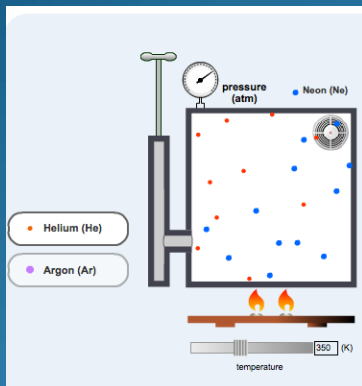 pressure
(atm)
Neon (Ne)
Helium (He)
Argon (Ar)
350 (K)
temperature